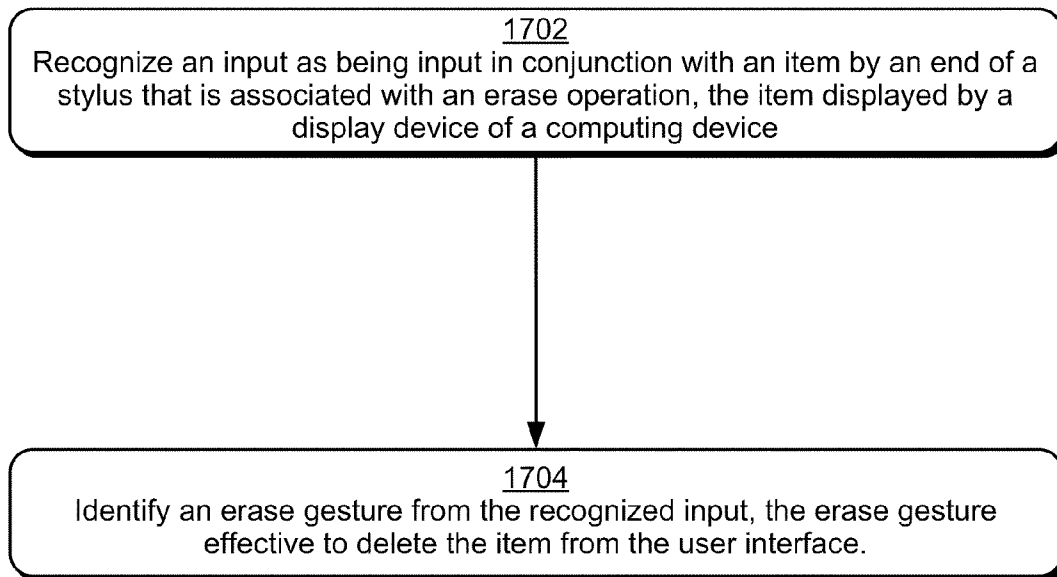 1702
Recognize an input as being input in conjunction with an item by an end of a
stylus that is associated with an erase operation, the item displayed by a
display device of a computing device
1704
Identify an erase gesture from the recognized input, the erase gesture
effective to delete the item from the user interface.